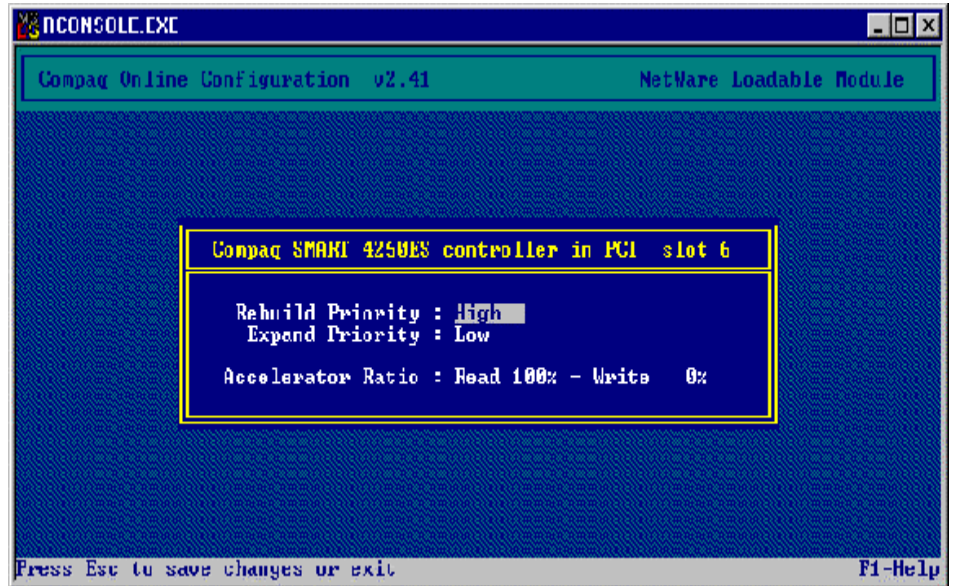 NCONSOLE.EXE
Compaq Online Configuration v2.41 NetWare Loadable Module
Compaq SMART 4250ES controller in PCI slot 6
Rebuild Priority : High
Expand Priority : Low
Accelerator Ratio : Read 100% - Write 0%
Press Esc to save changes or exit F1-Help